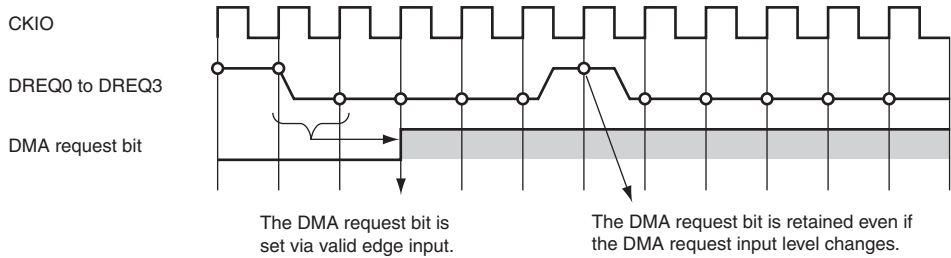 CKIO
DREQ0 to DREQ3
DMA request bit
The DMA request bit is
set via valid edge input.
The DMA request bit is retained even if
the DMA request input level changes.